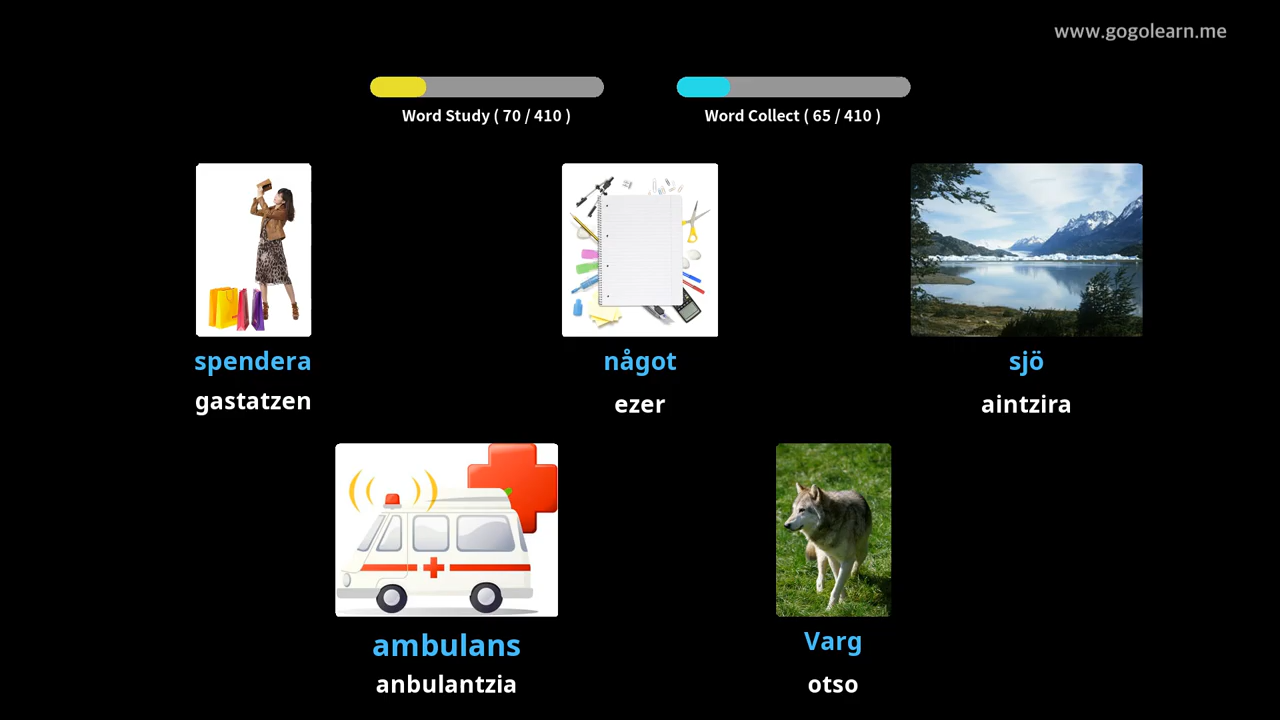 www.gogolearn.me
Word Study ( 70 / 410 )
Word Collect ( 65 / 410 )
spendera
gastatzen
något
ezer
sjö
aintzira
ambulans
anbulantzia
Varg
otso